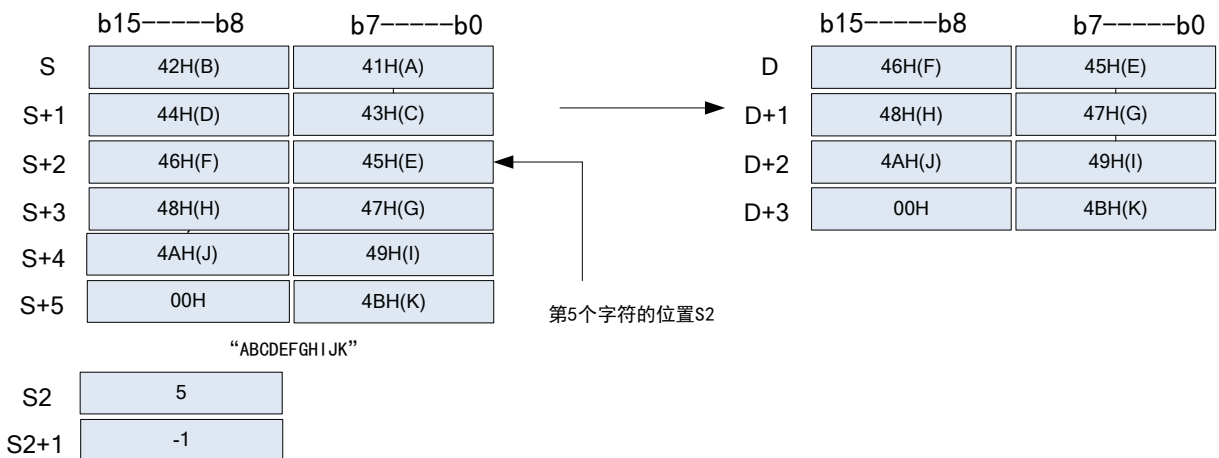 b15-----b8 b7-----b0 b15-----b8 b7-----b0
S 42H(B) 41H(A) D 46H(F) 45H(E)
S+1 44H(D) 43H(C) D+1 48H(H) 47H(G)
S+2 46H(F) 45H(E) D+2 4AH(J) 49H(I)
S+3 48H(H) 47H(G) D+3 00H 4BH(K)
S+4 4AH(J) 49H(I)
S+5 00H 4BH(K)
第5个字符的位置S2
“ABCDEFGHIJK”
S2 5
S2+1 -1